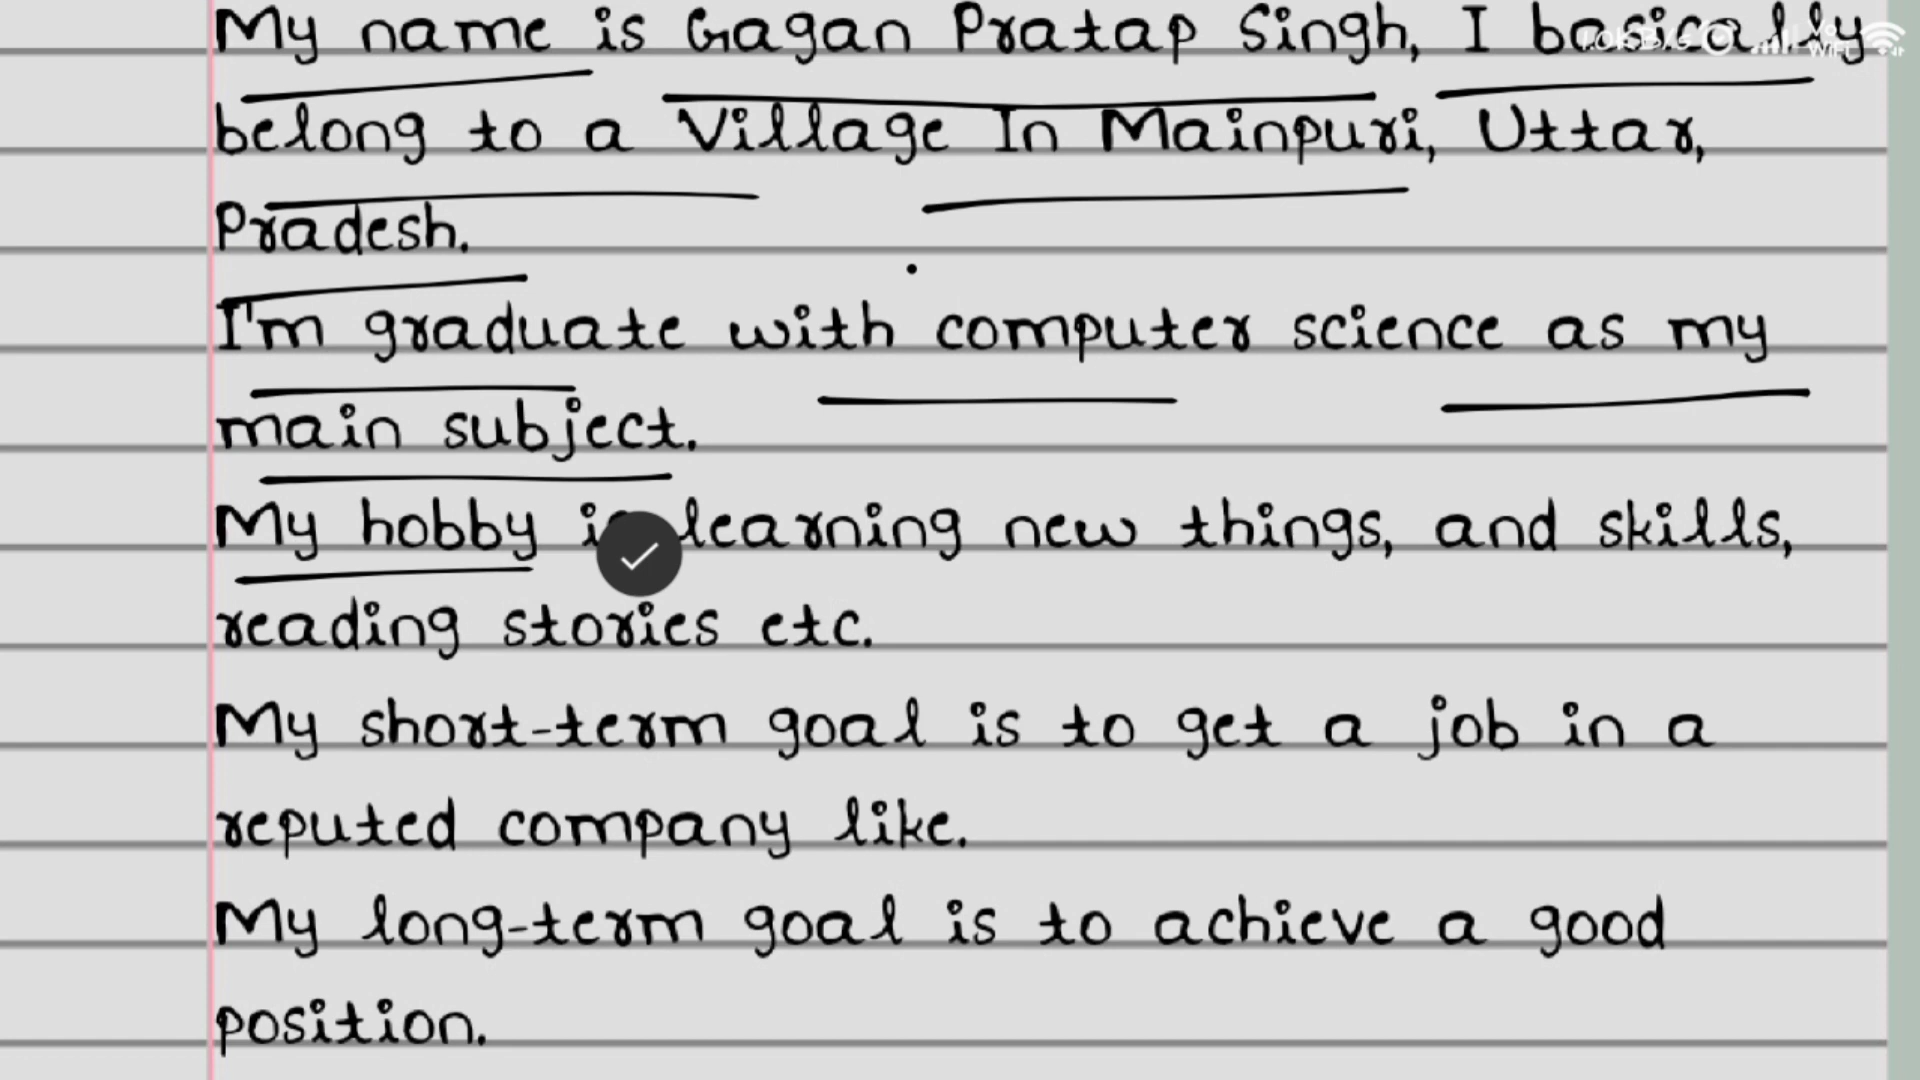 My name is Gagan Pratap Singh, I basically
belong to a Village In Mainpuri, Uttar,
Pradesh.
I'm graduate with computer science as my
main subject.
My hobby is learning new things, and skills,
reading stories etc.
My short-term goal is to get a job in a
reputed company like.
My long-term goal is to achieve a good
position.